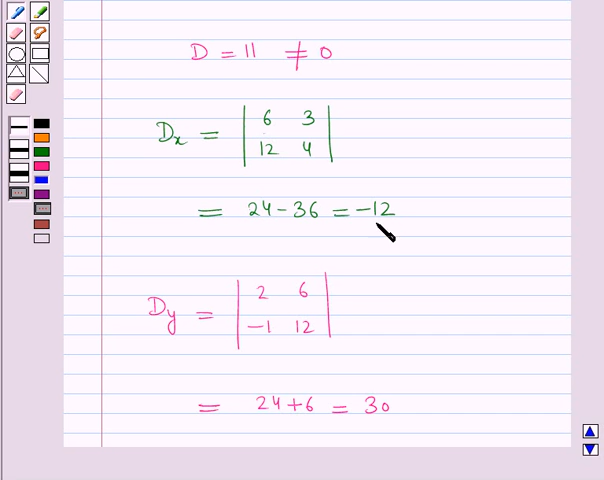 D = 11 ≠ 0
Dx = | 6 3 |
| 12 4 |
= 24 - 36 = -12
Dy = | 2 6 |
| -1 12 |
= 24 + 6 = 30